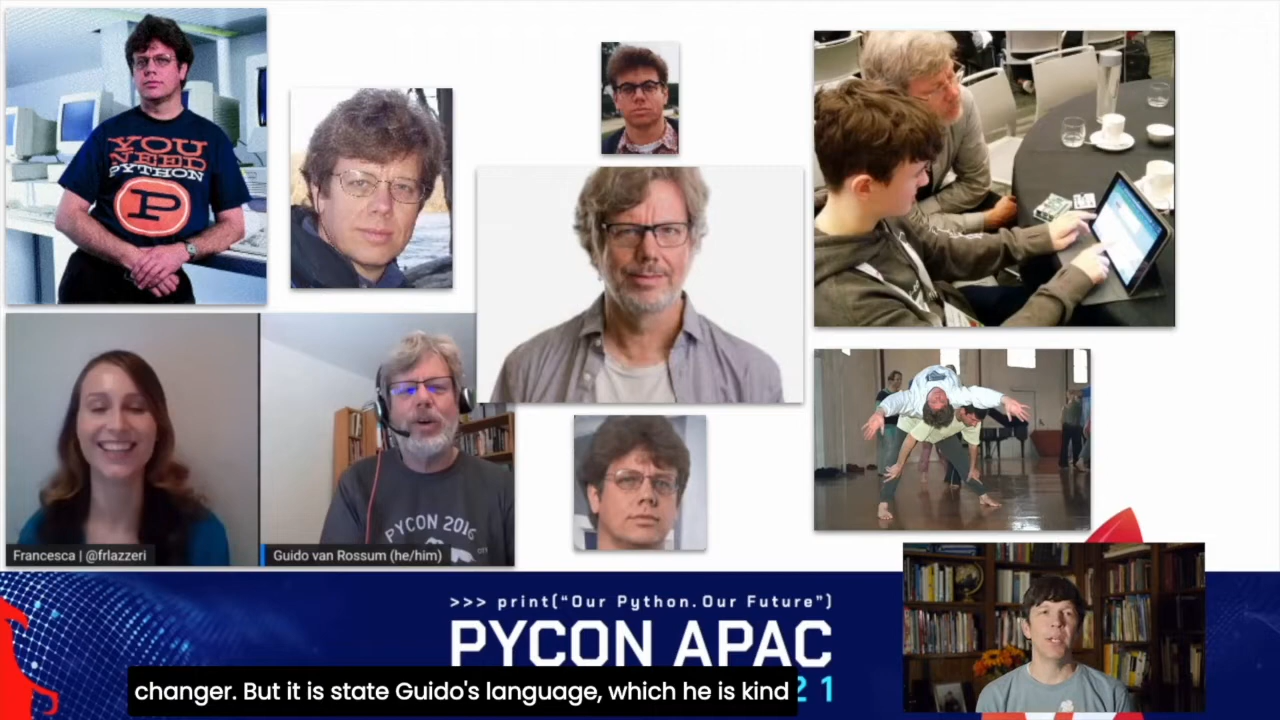 YOU
NEED
PYTHON
P
PYCON 2016
Francesca | @frlazzeri
Guido van Rossum (he/him)
>>> print(“Our Python.Our Future”)
PYCON APAC
21
changer. But it is state Guido's language, which he is kind